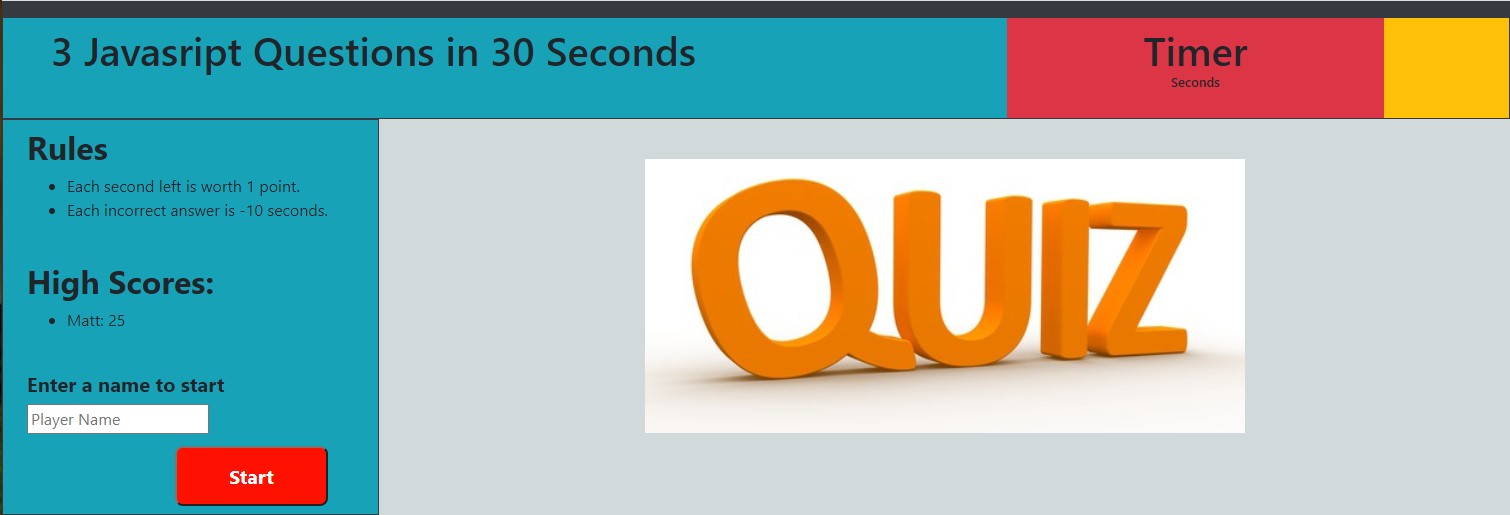 3 Javasript Questions in 30 Seconds
Timer
Seconds
Rules
Each second left is worth 1 point.
Each incorrect answer is -10 seconds.
High Scores:
Matt: 25
Enter a name to start
Player Name
Start
QUIZ